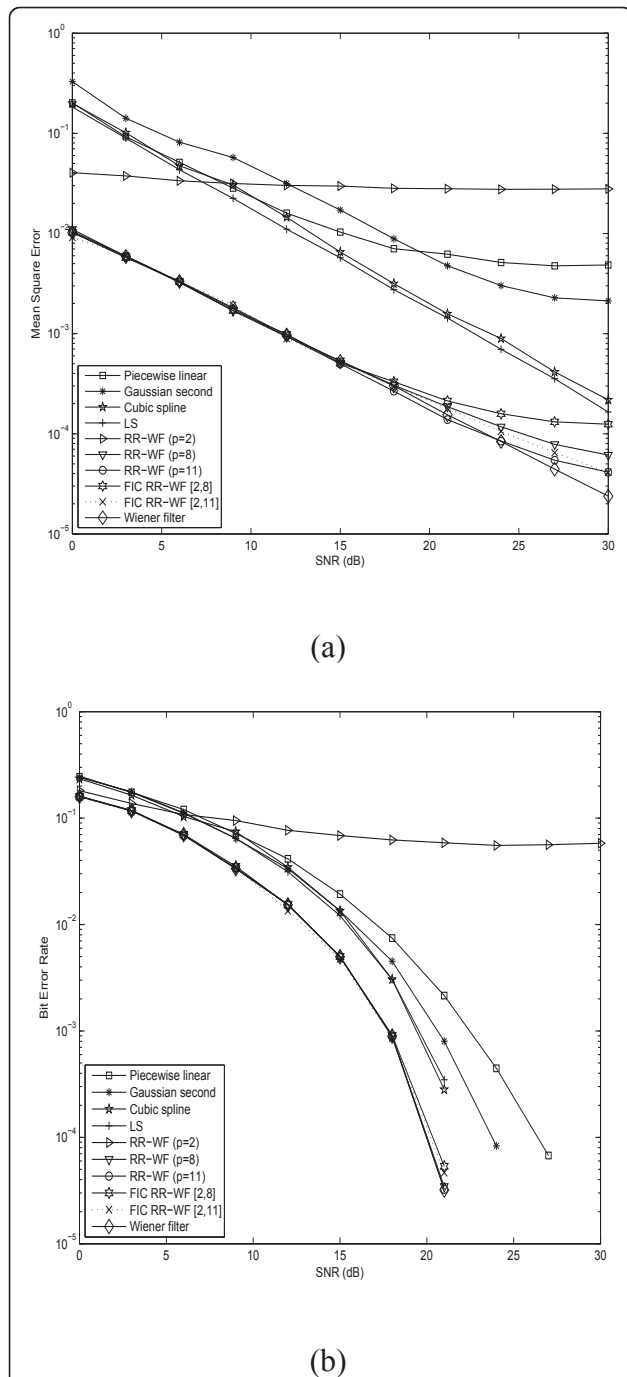 10^0
10^−1
10^−2
10^−3
10^−4
10^−5
Mean Square Error
Piecewise linear
Gaussian second
Cubic spline
LS
RR−WF (p=2)
RR−WF (p=8)
RR−WF (p=11)
FIC RR−WF [2,8]
FIC RR−WF [2,11]
Wiener filter
0 5 10 15 20 25 30
SNR (dB)
(a)
10^0
10^−1
10^−2
10^−3
10^−4
10^−5
Bit Error Rate
Piecewise linear
Gaussian second
Cubic spline
LS
RR−WF (p=2)
RR−WF (p=8)
RR−WF (p=11)
FIC RR−WF [2,8]
FIC RR−WF [2,11]
Wiener filter
0 5 10 15 20 25 30
SNR (dB)
(b)